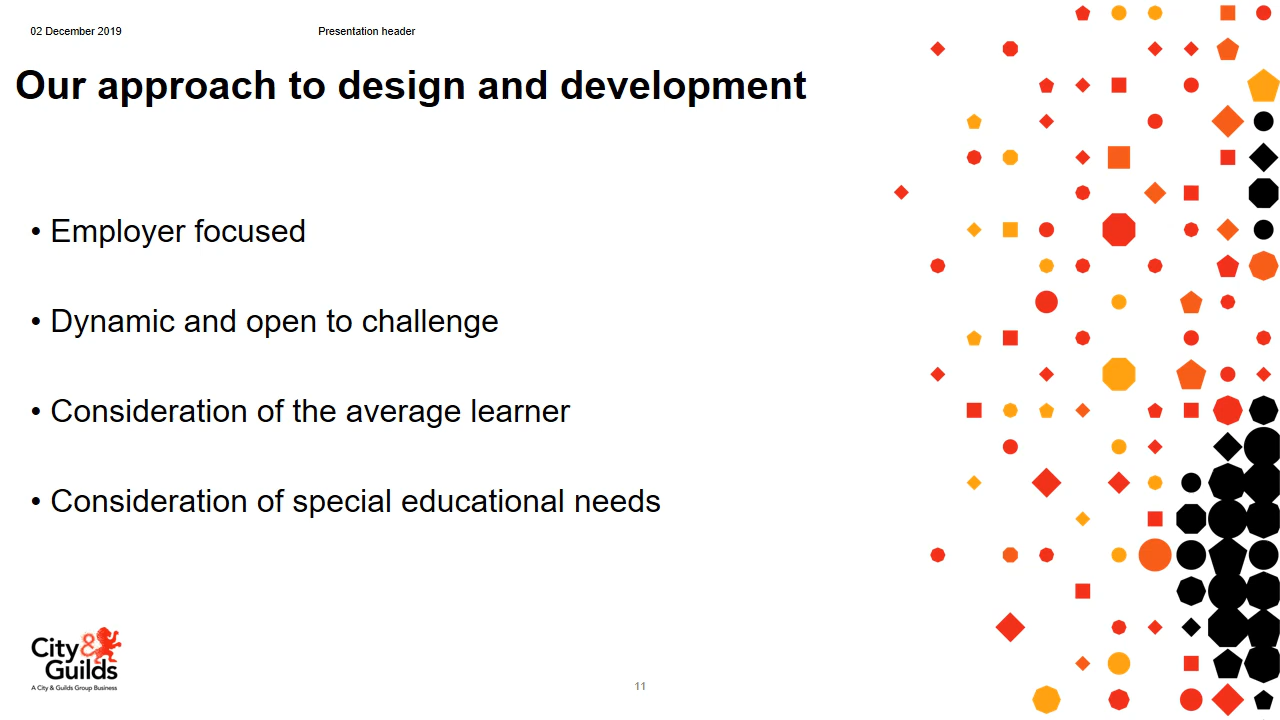 02 December 2019
Presentation header
Our approach to design and development
• Employer focused
• Dynamic and open to challenge
• Consideration of the average learner
• Consideration of special educational needs
City &
Guilds
A City & Guilds Group Business
11